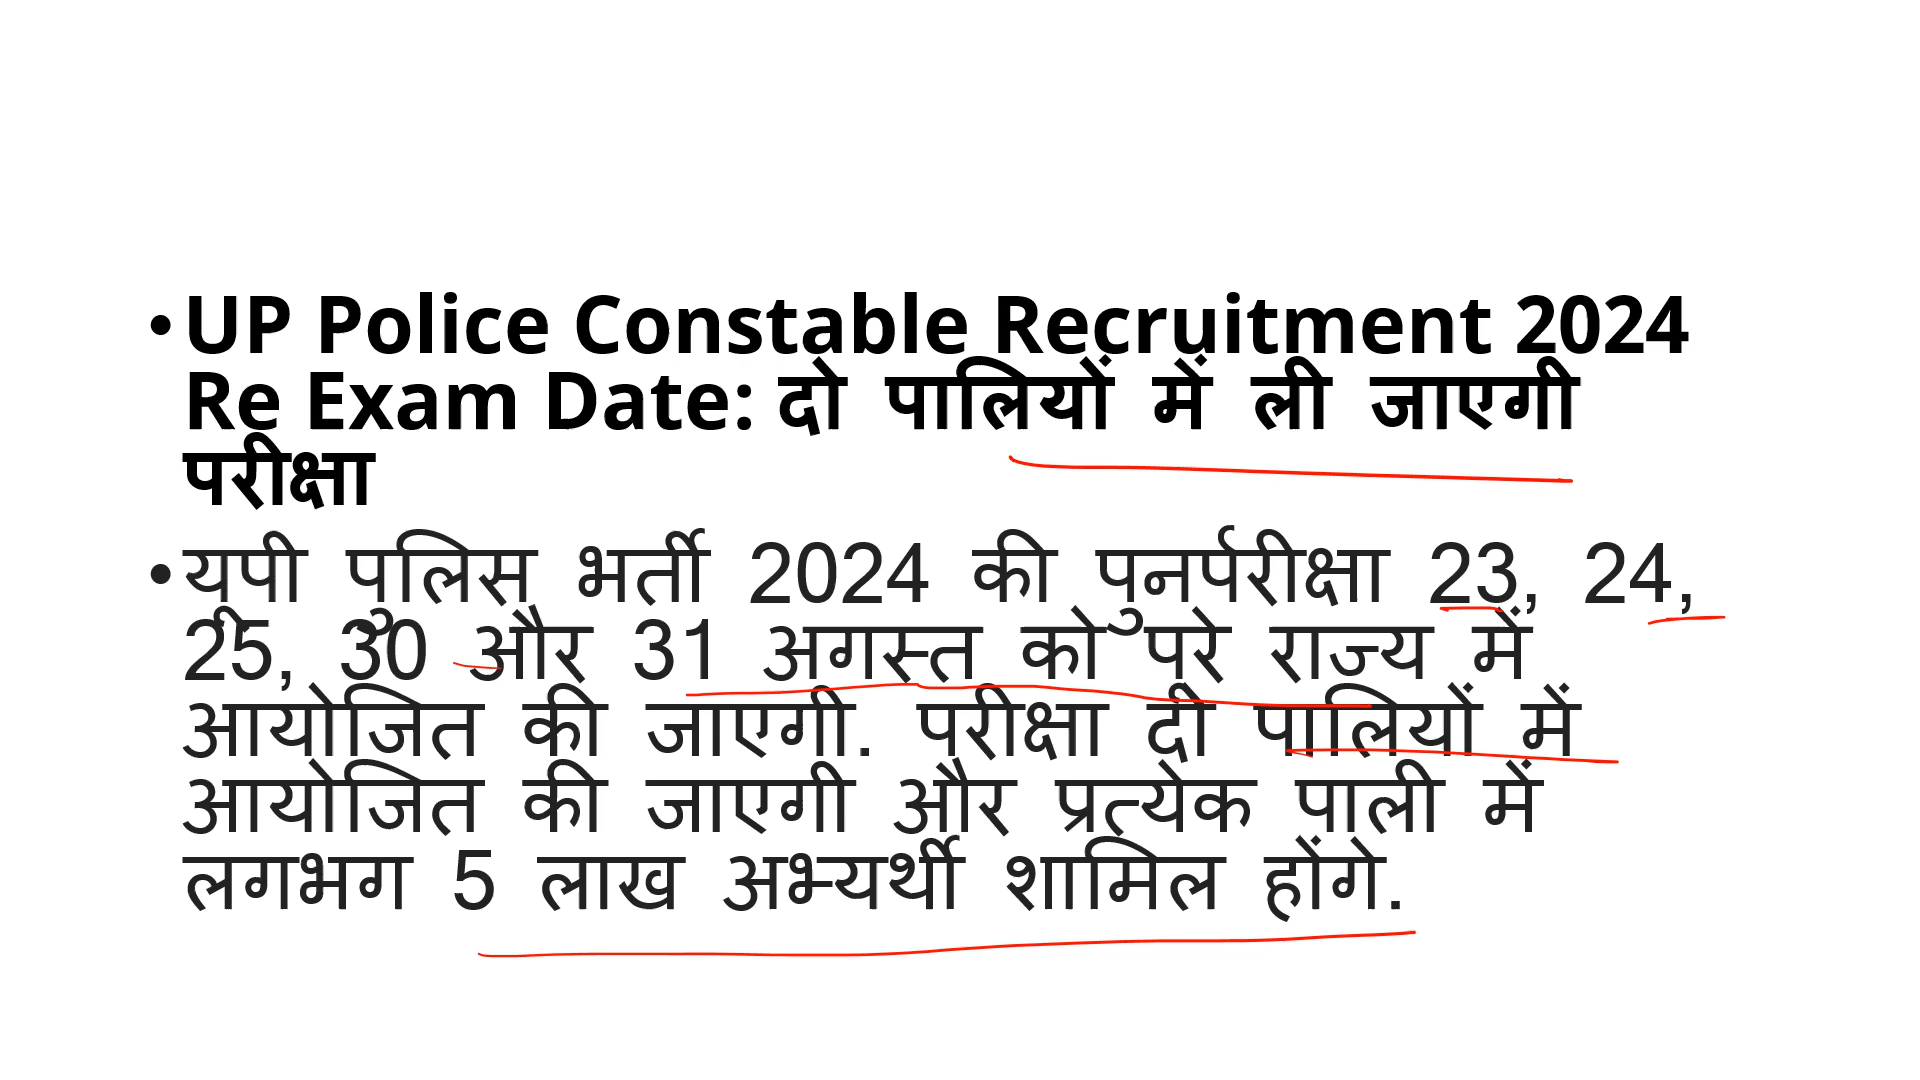 • UP Police Constable Recruitment 2024
Re Exam Date: दो पालियों में ली जाएगी
परीक्षा
• यूपी पुलिस भर्ती 2024 की पुनर्परीक्षा 23, 24,
25, 30 और 31 अगस्त को पूरे राज्य में
आयोजित की जाएगी. परीक्षा दो पालियों में
आयोजित की जाएगी और प्रत्येक पाली में
लगभग 5 लाख अभ्यर्थी शामिल होंगे.